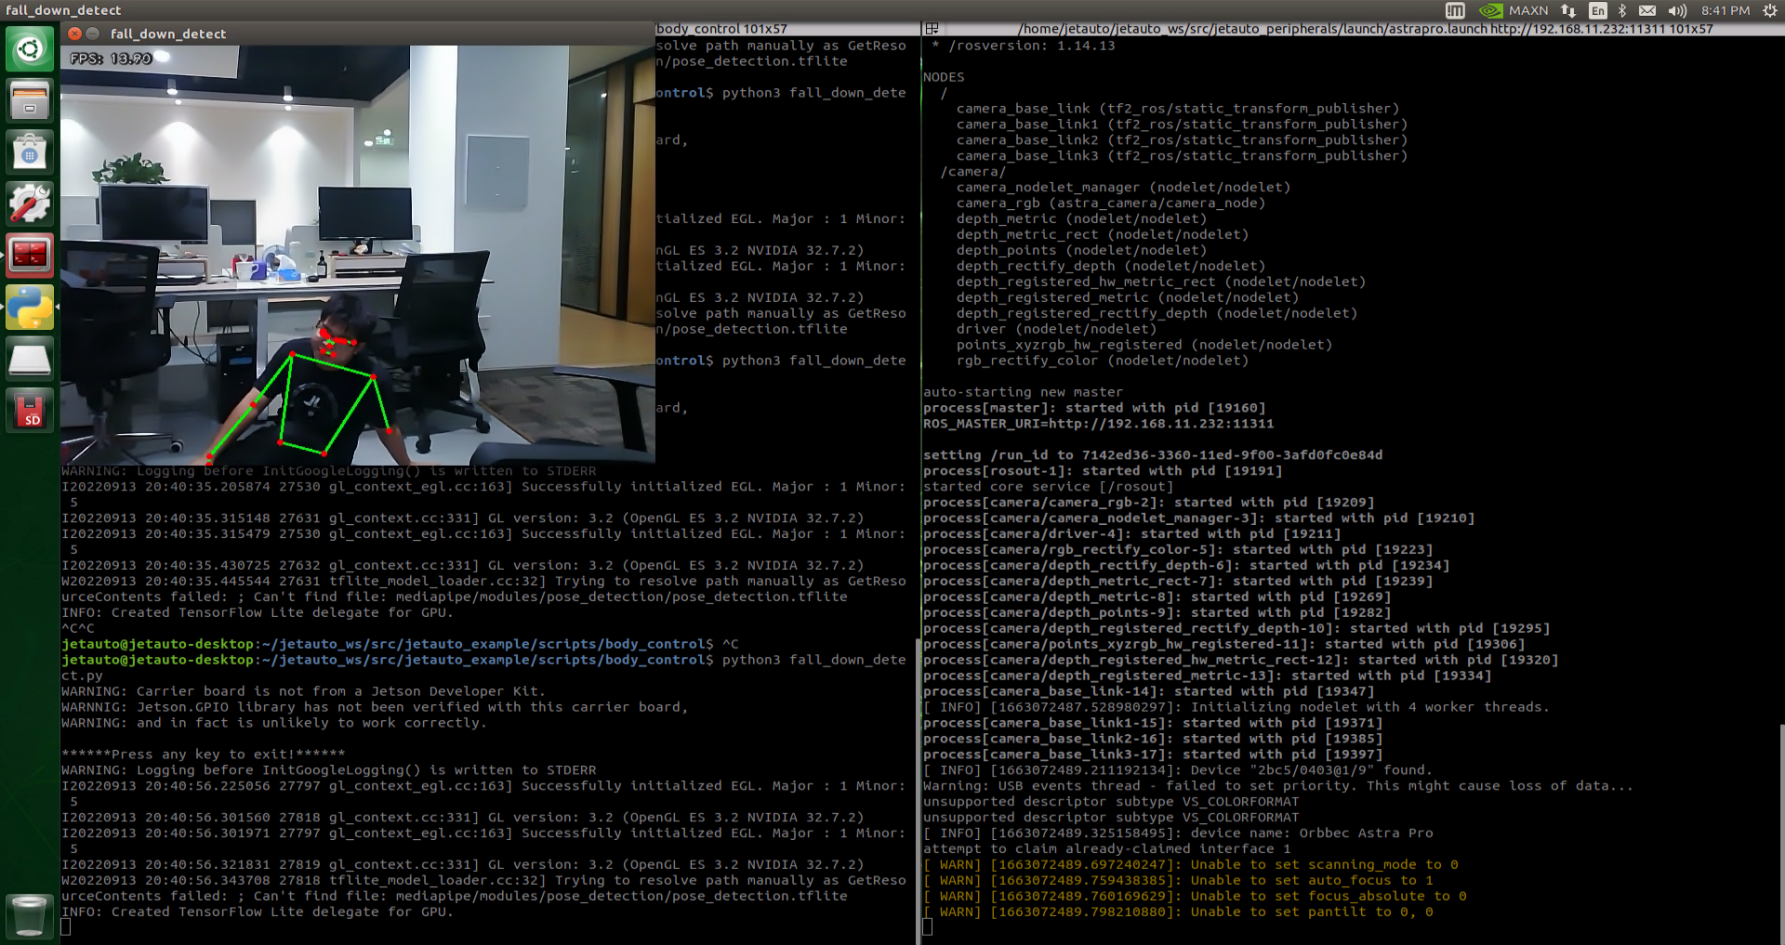 fall_down_detect
MAXN
En
8:41 PM
fall_down_detect
FPS: 13.90
body_control 101x57
solve path manually as GetReso
n/pose_detection.tflite
ontrol$ python3 fall_down_dete
ard,
tialized EGL. Major : 1 Minor:
nGL ES 3.2 NVIDIA 32.7.2)
tialized EGL. Major : 1 Minor:
nGL ES 3.2 NVIDIA 32.7.2)
solve path manually as GetReso
n/pose_detection.tflite
ontrol$ python3 fall_down_dete
ard,
WARNING: Logging before InitGoogleLogging() is written to STDERR
I20220913 20:40:35.205874 27530 gl_context_egl.cc:163] Successfully initialized EGL. Major : 1 Minor:
5
I20220913 20:40:35.315148 27631 gl_context.cc:331] GL version: 3.2 (OpenGL ES 3.2 NVIDIA 32.7.2)
I20220913 20:40:35.315479 27530 gl_context_egl.cc:163] Successfully initialized EGL. Major : 1 Minor:
5
I20220913 20:40:35.430725 27632 gl_context.cc:331] GL version: 3.2 (OpenGL ES 3.2 NVIDIA 32.7.2)
W20220913 20:40:35.445544 27631 tflite_model_loader.cc:32] Trying to resolve path manually as GetReso
urceContents failed: ; Can't find file: mediapipe/modules/pose_detection/pose_detection.tflite
INFO: Created TensorFlow Lite delegate for GPU.
^C^C
jetauto@jetauto-desktop:~/jetauto_ws/src/jetauto_example/scripts/body_control$ ^C
jetauto@jetauto-desktop:~/jetauto_ws/src/jetauto_example/scripts/body_control$ python3 fall_down_dete
ct.py
WARNING: Carrier board is not from a Jetson Developer Kit.
WARNNIG: Jetson.GPIO library has not been verified with this carrier board,
WARNING: and in fact is unlikely to work correctly.
******Press any key to exit!******
WARNING: Logging before InitGoogleLogging() is written to STDERR
I20220913 20:40:56.225056 27797 gl_context_egl.cc:163] Successfully initialized EGL. Major : 1 Minor:
5
I20220913 20:40:56.301560 27818 gl_context.cc:331] GL version: 3.2 (OpenGL ES 3.2 NVIDIA 32.7.2)
I20220913 20:40:56.301971 27797 gl_context_egl.cc:163] Successfully initialized EGL. Major : 1 Minor:
5
I20220913 20:40:56.321831 27819 gl_context.cc:331] GL version: 3.2 (OpenGL ES 3.2 NVIDIA 32.7.2)
W20220913 20:40:56.343708 27818 tflite_model_loader.cc:32] Trying to resolve path manually as GetReso
urceContents failed: ; Can't find file: mediapipe/modules/pose_detection/pose_detection.tflite
INFO: Created TensorFlow Lite delegate for GPU.
/home/jetauto/jetauto_ws/src/jetauto_peripherals/launch/astrapro.launch http://192.168.11.232:11311 101x57
* /rosversion: 1.14.13
NODES
/
camera_base_link (tf2_ros/static_transform_publisher)
camera_base_link1 (tf2_ros/static_transform_publisher)
camera_base_link2 (tf2_ros/static_transform_publisher)
camera_base_link3 (tf2_ros/static_transform_publisher)
/camera/
camera_nodelet_manager (nodelet/nodelet)
camera_rgb (astra_camera/camera_node)
depth_metric (nodelet/nodelet)
depth_metric_rect (nodelet/nodelet)
depth_points (nodelet/nodelet)
depth_rectify_depth (nodelet/nodelet)
depth_registered_hw_metric_rect (nodelet/nodelet)
depth_registered_metric (nodelet/nodelet)
depth_registered_rectify_depth (nodelet/nodelet)
driver (nodelet/nodelet)
points_xyzrgb_hw_registered (nodelet/nodelet)
rgb_rectify_color (nodelet/nodelet)
auto-starting new master
process[master]: started with pid [19160]
ROS_MASTER_URI=http://192.168.11.232:11311
setting /run_id to 7142ed36-3360-11ed-9f00-3afd0fc0e84d
process[rosout-1]: started with pid [19191]
started core service [/rosout]
process[camera/camera_rgb-2]: started with pid [19209]
process[camera/camera_nodelet_manager-3]: started with pid [19210]
process[camera/driver-4]: started with pid [19211]
process[camera/rgb_rectify_color-5]: started with pid [19223]
process[camera/depth_rectify_depth-6]: started with pid [19234]
process[camera/depth_metric_rect-7]: started with pid [19239]
process[camera/depth_metric-8]: started with pid [19269]
process[camera/depth_points-9]: started with pid [19282]
process[camera/depth_registered_rectify_depth-10]: started with pid [19295]
process[camera/points_xyzrgb_hw_registered-11]: started with pid [19306]
process[camera/depth_registered_hw_metric_rect-12]: started with pid [19320]
process[camera/depth_registered_metric-13]: started with pid [19334]
process[camera_base_link-14]: started with pid [19347]
[ INFO] [1663072487.528980297]: Initializing nodelet with 4 worker threads.
process[camera_base_link1-15]: started with pid [19371]
process[camera_base_link2-16]: started with pid [19385]
process[camera_base_link3-17]: started with pid [19397]
[ INFO] [1663072489.211192134]: Device "2bc5/0403@1/9" found.
Warning: USB events thread - failed to set priority. This might cause loss of data...
unsupported descriptor subtype VS_COLORFORMAT
unsupported descriptor subtype VS_COLORFORMAT
[ INFO] [1663072489.325158495]: device name: Orbbec Astra Pro
attempt to claim already-claimed interface 1
[ WARN] [1663072489.697240247]: Unable to set scanning_mode to 0
[ WARN] [1663072489.759438385]: Unable to set auto_focus to 1
[ WARN] [1663072489.760169629]: Unable to set focus_absolute to 0
[ WARN] [1663072489.798210880]: Unable to set pantilt to 0, 0
SD